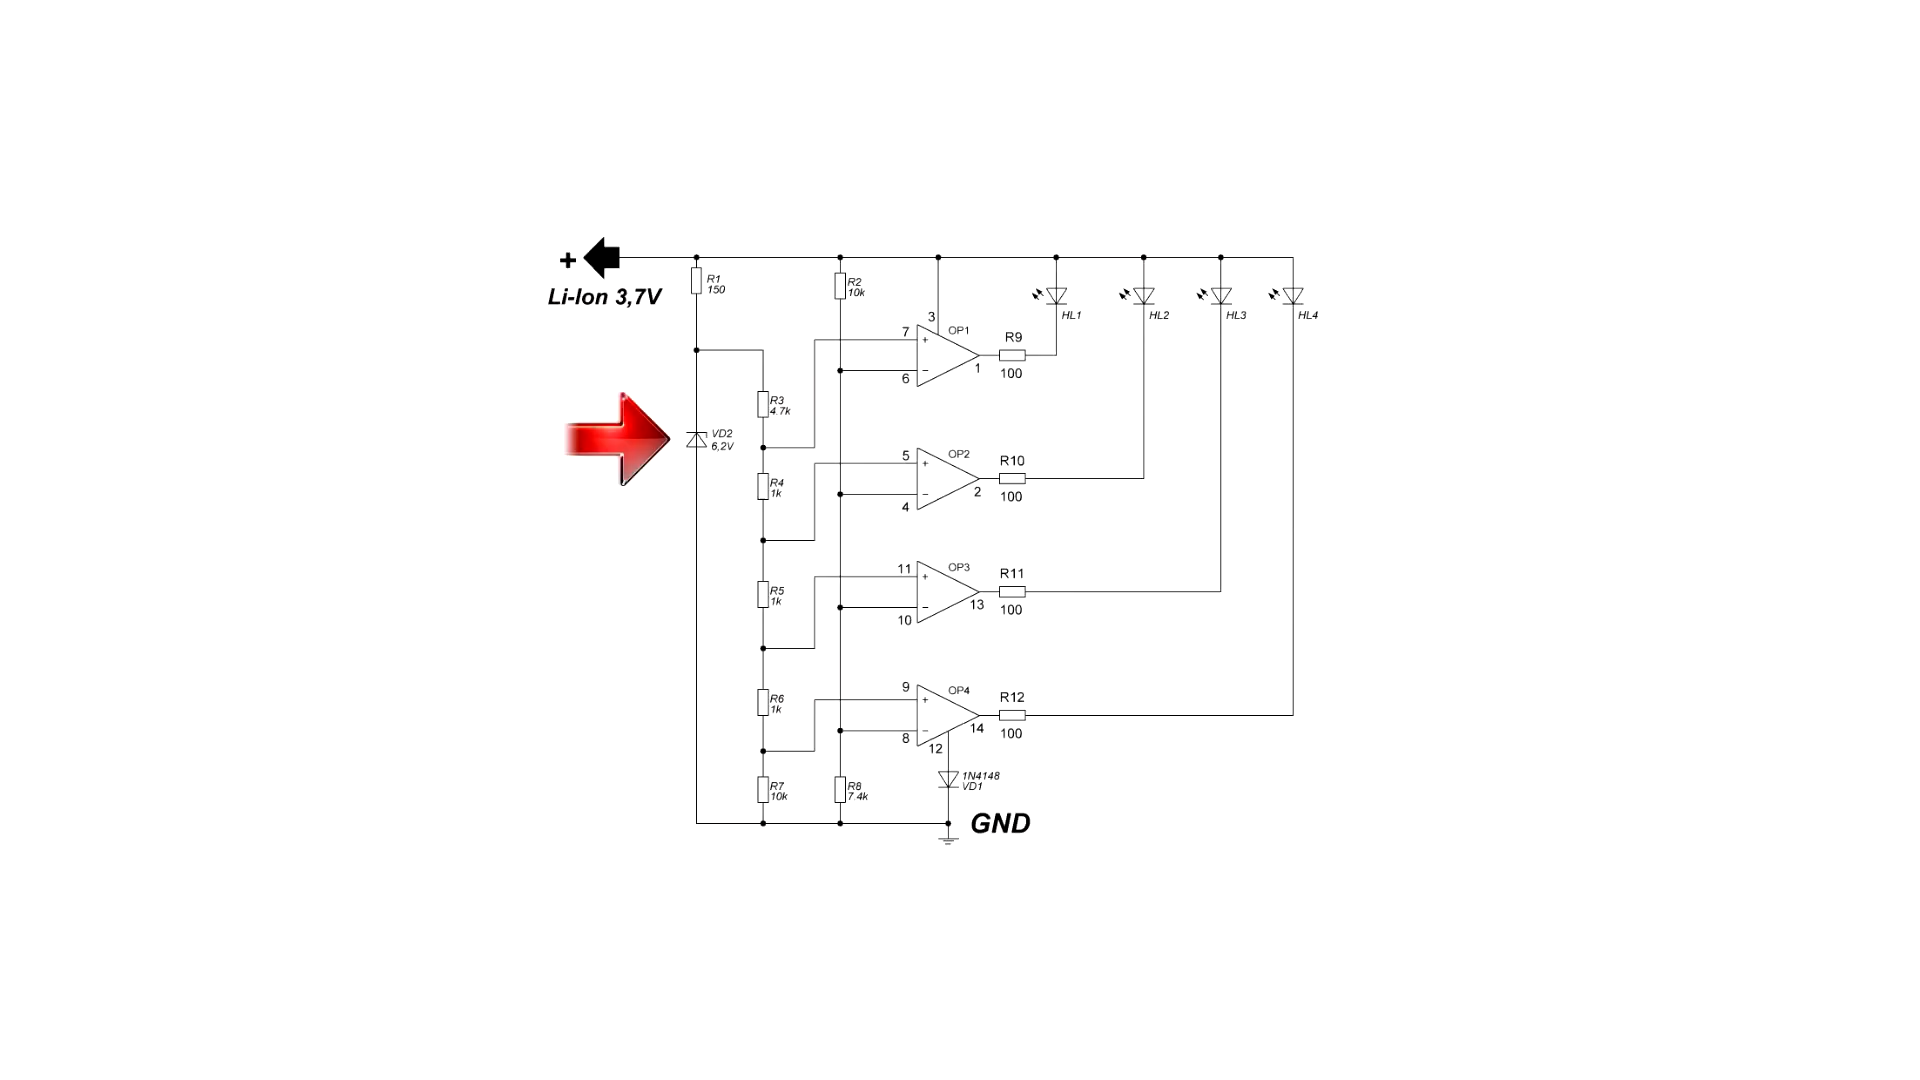 +
Li-Ion 3,7V
R1
150
R2
10k
HL1
HL2
HL3
HL4
3
OP1
7
+
−
6
1
R9
100
R3
4.7k
VD2
6,2V
OP2
5
+
−
4
2
R10
100
R4
1k
OP3
11
+
−
10
13
R11
100
R5
1k
OP4
9
+
−
8
12
14
R12
100
R6
1k
1N4148
VD1
R7
10k
R8
7.4k
GND